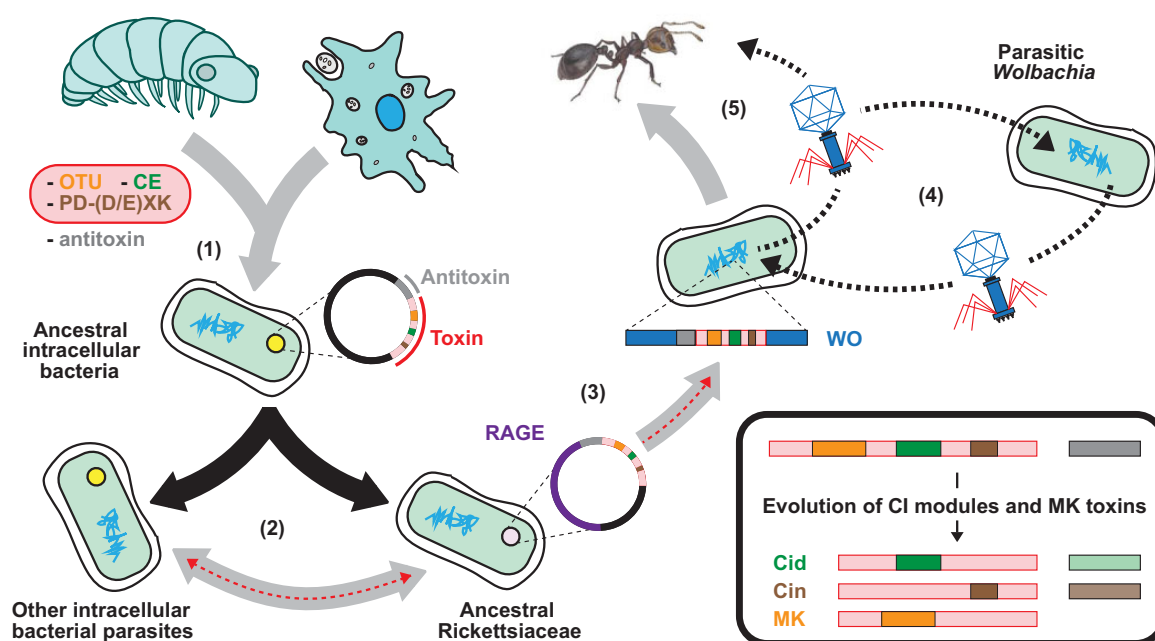 - OTU - CE
- PD-(D/E)XK
- antitoxin
(1)
Ancestral
intracellular
bacteria
Antitoxin
Toxin
(2)
Other intracellular
bacterial parasites
Ancestral
Rickettsiaceae
RAGE
(3)
WO
(5)
(4)
Parasitic
Wolbachia
Evolution of CI modules and MK toxins
Cid
Cin
MK